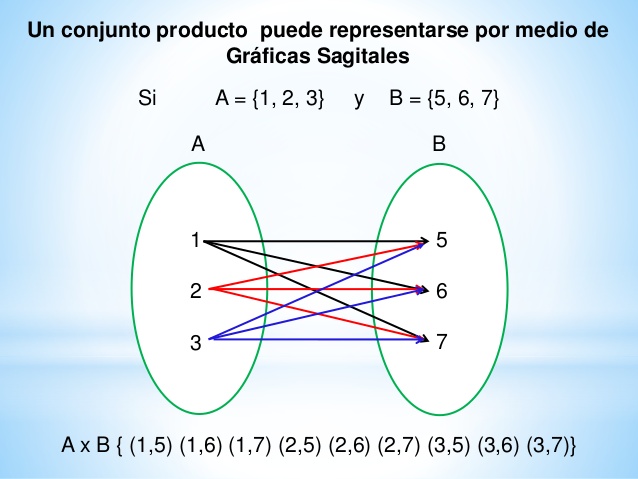 Un conjunto producto  puede representarse por medio de
Gráficas Sagitales
Si A = {1, 2, 3} y B = {5, 6, 7}
A B
1 5
2 6
3 7
A x B { (1,5) (1,6) (1,7) (2,5) (2,6) (2,7) (3,5) (3,6) (3,7)}